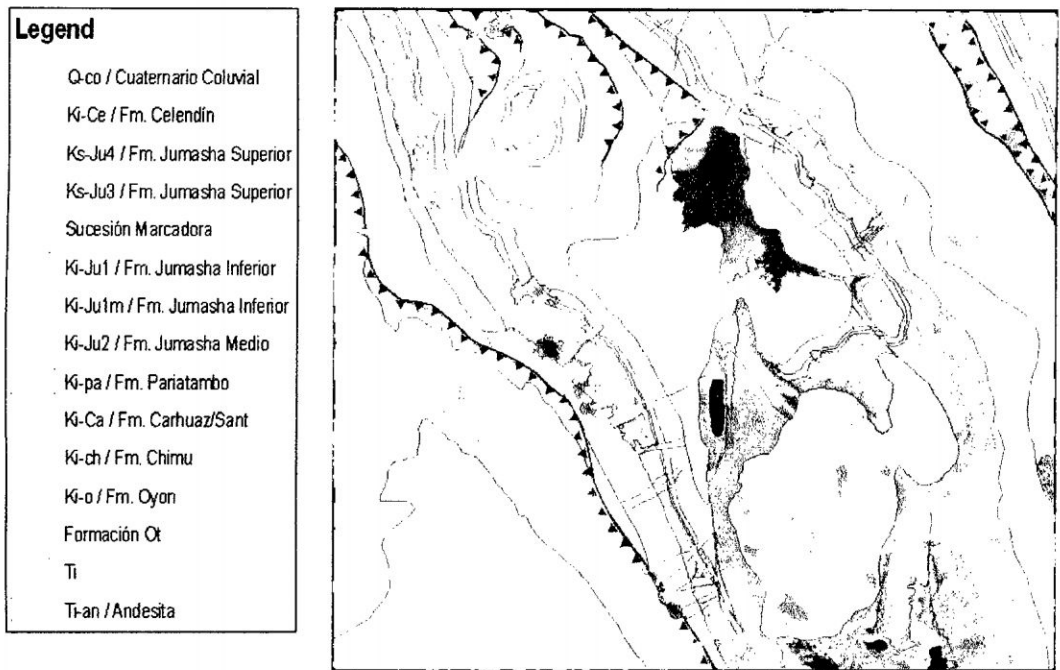 Legend
Q-co / Cuaternario Coluvial
Ki-Ce / Fm. Celendín
Ks-Ju4 / Fm. Jumasha Superior
Ks-Ju3 / Fm. Jumasha Superior
Sucesión Marcadora
Ki-Ju1 / Fm. Jumasha Inferior
Ki-Ju1m / Fm. Jumasha Inferior
Ki-Ju2 / Fm. Jumasha Medio
Ki-pa / Fm. Pariatambo
Ki-Ca / Fm. Carhuaz/Sant
Ki-ch / Fm. Chimu
Ki-o / Fm. Oyon
Formación Ot
Ti
Ti-an / Andesita